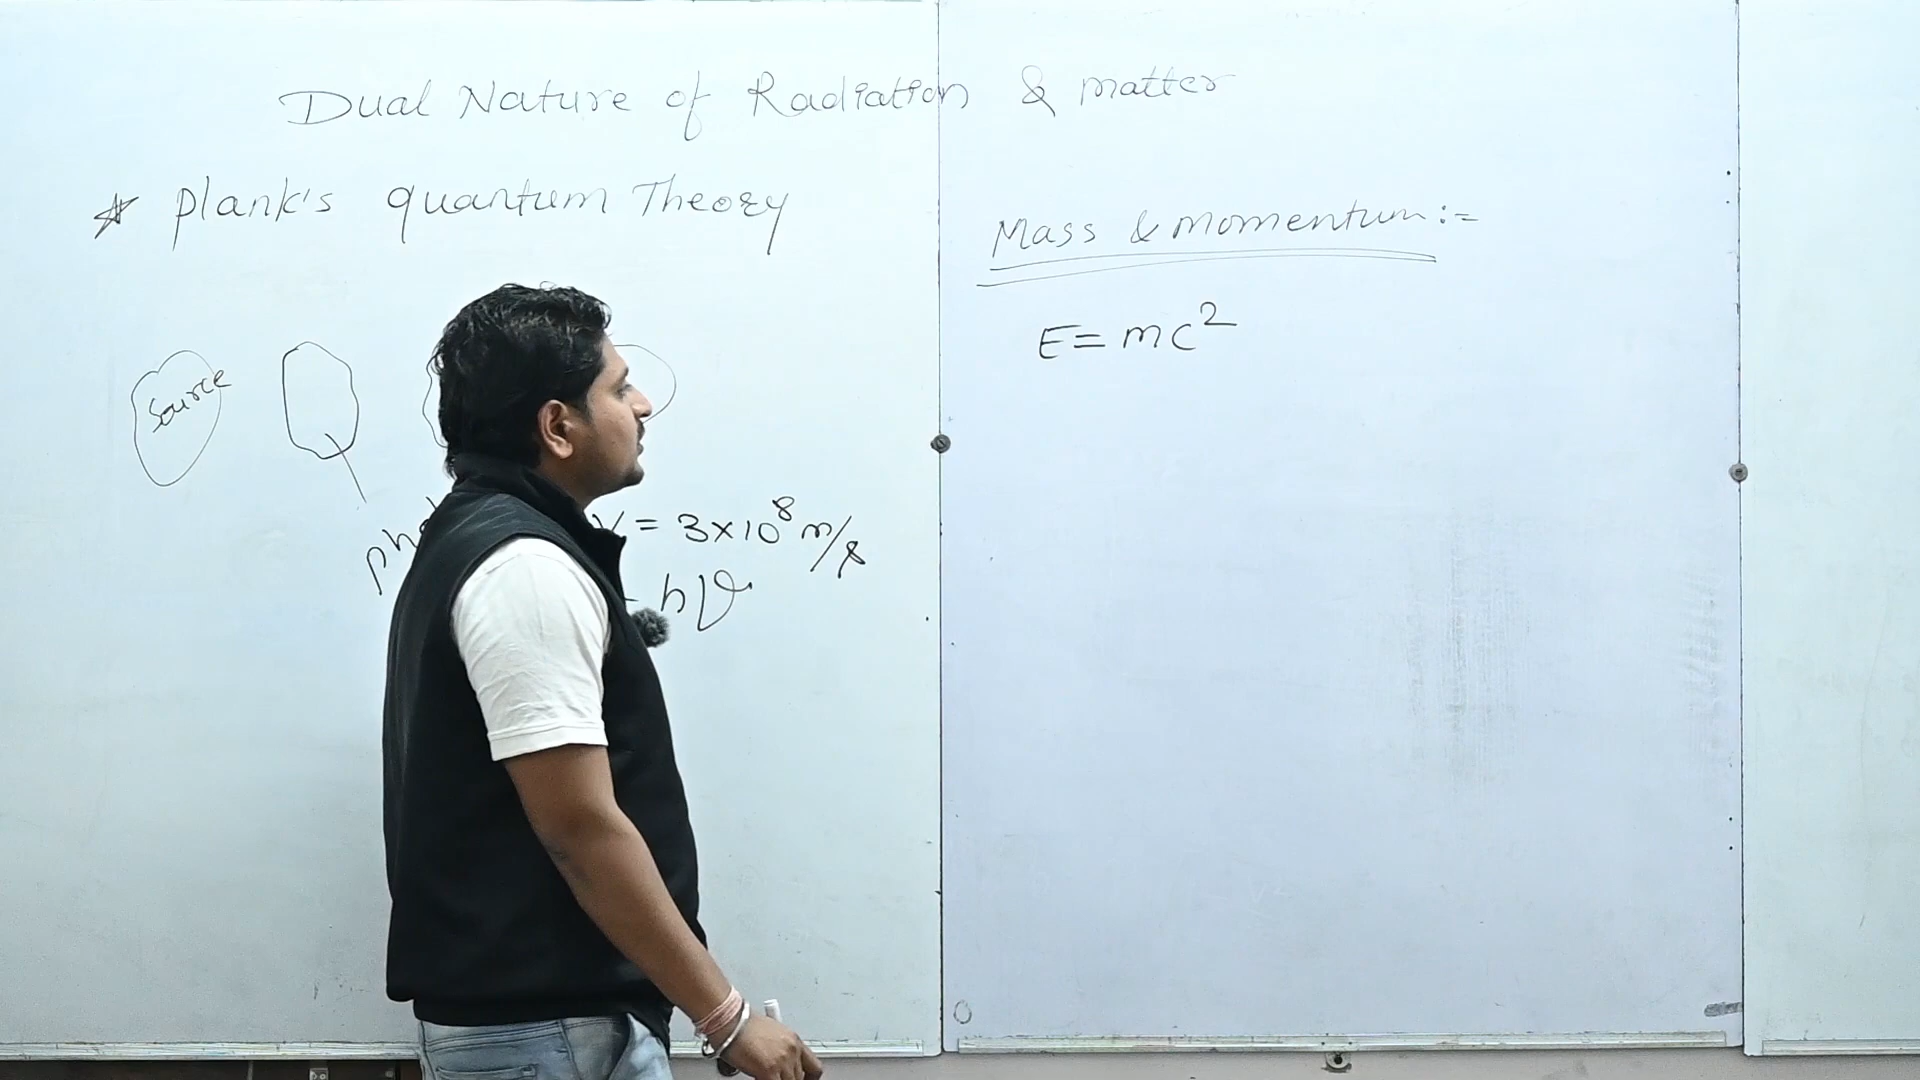 Dual Nature of Radiation & matter
* Plank's quantum Theory
Source
V = 3×10⁸ m/s
hν
Mass & momentum :=
E = mc²